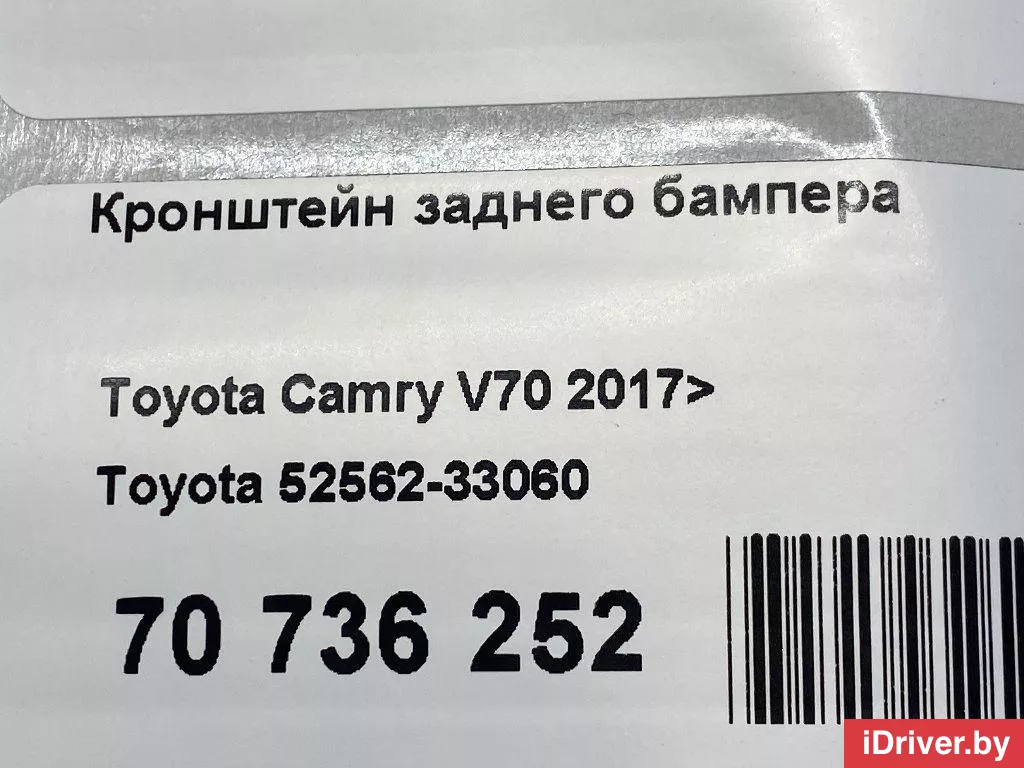 Кронштейн заднего бампера
Toyota Camry V70 2017>
Toyota 52562-33060
70 736 252
iDriver.by